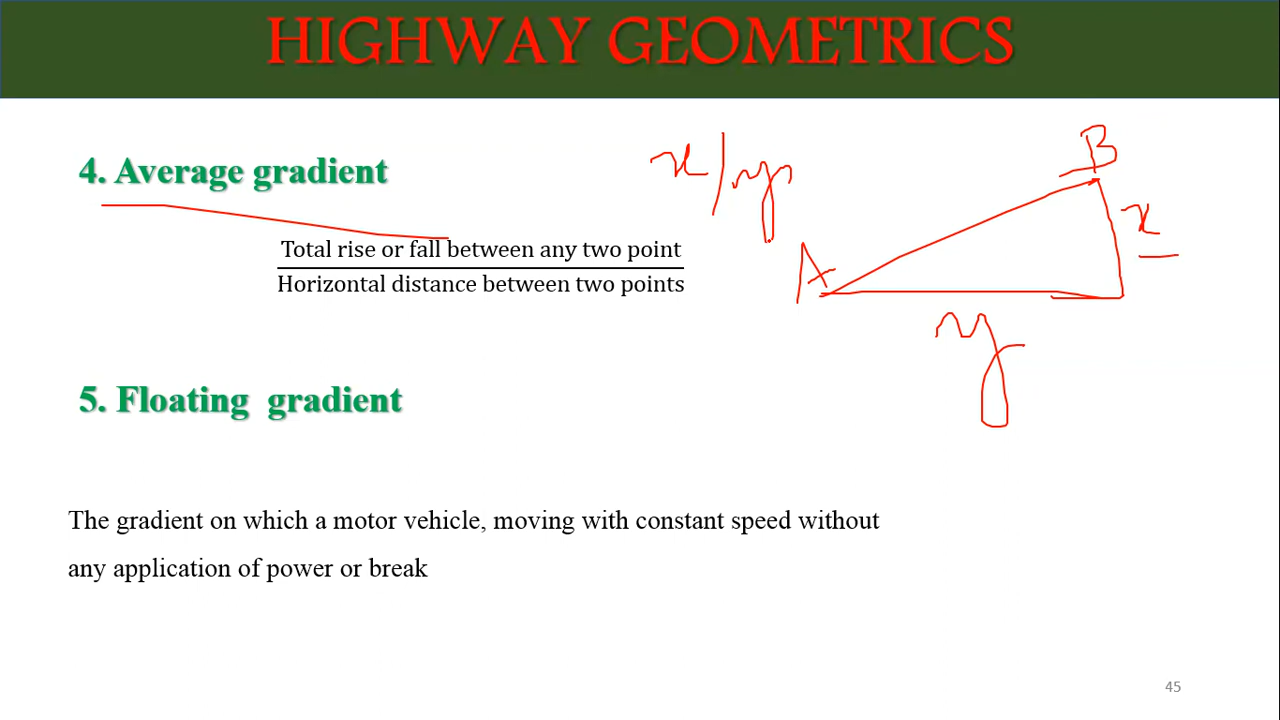 HIGHWAY GEOMETRICS
4. Average gradient
x/y
B
x
Total rise or fall between any two point
Horizontal distance between two points
A
y
5. Floating gradient
The gradient on which a motor vehicle, moving with constant speed without
any application of power or break
45